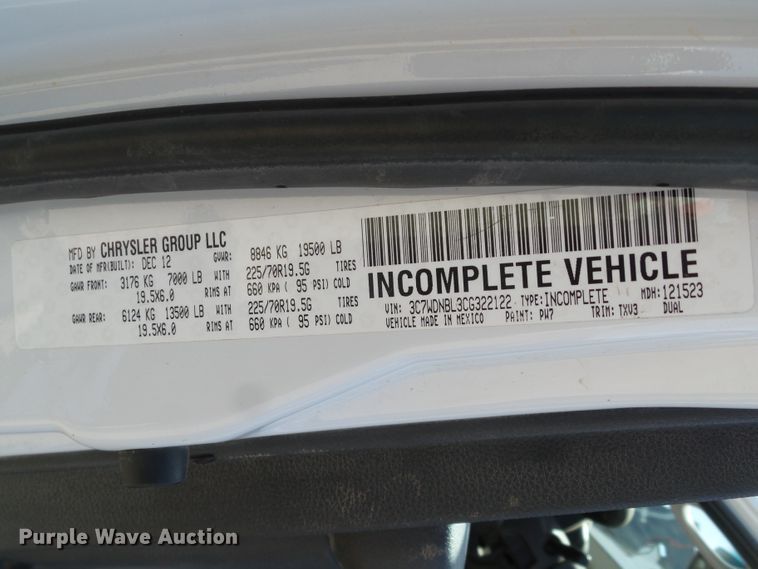 MFD BY CHRYSLER GROUP LLC
DATE OF MFR(BUILT): DEC 12 GVWR: 8846 KG 19500 LB
GAWR FRONT: 3176 KG 7000 LB WITH 225/70R19.5G TIRES
19.5X6.0 RIMS AT 660 KPA ( 95 PSI) COLD
GAWR REAR: 6124 KG 13500 LB WITH 225/70R19.5G TIRES
19.5X6.0 RIMS AT 660 KPA ( 95 PSI) COLD
INCOMPLETE VEHICLE
VIN: 3C7WDNBL3CG322122 TYPE: INCOMPLETE MDH: 121523
VEHICLE MADE IN MEXICO PAINT: PW7 TRIM: TXV3 DUAL
Purple Wave Auction®